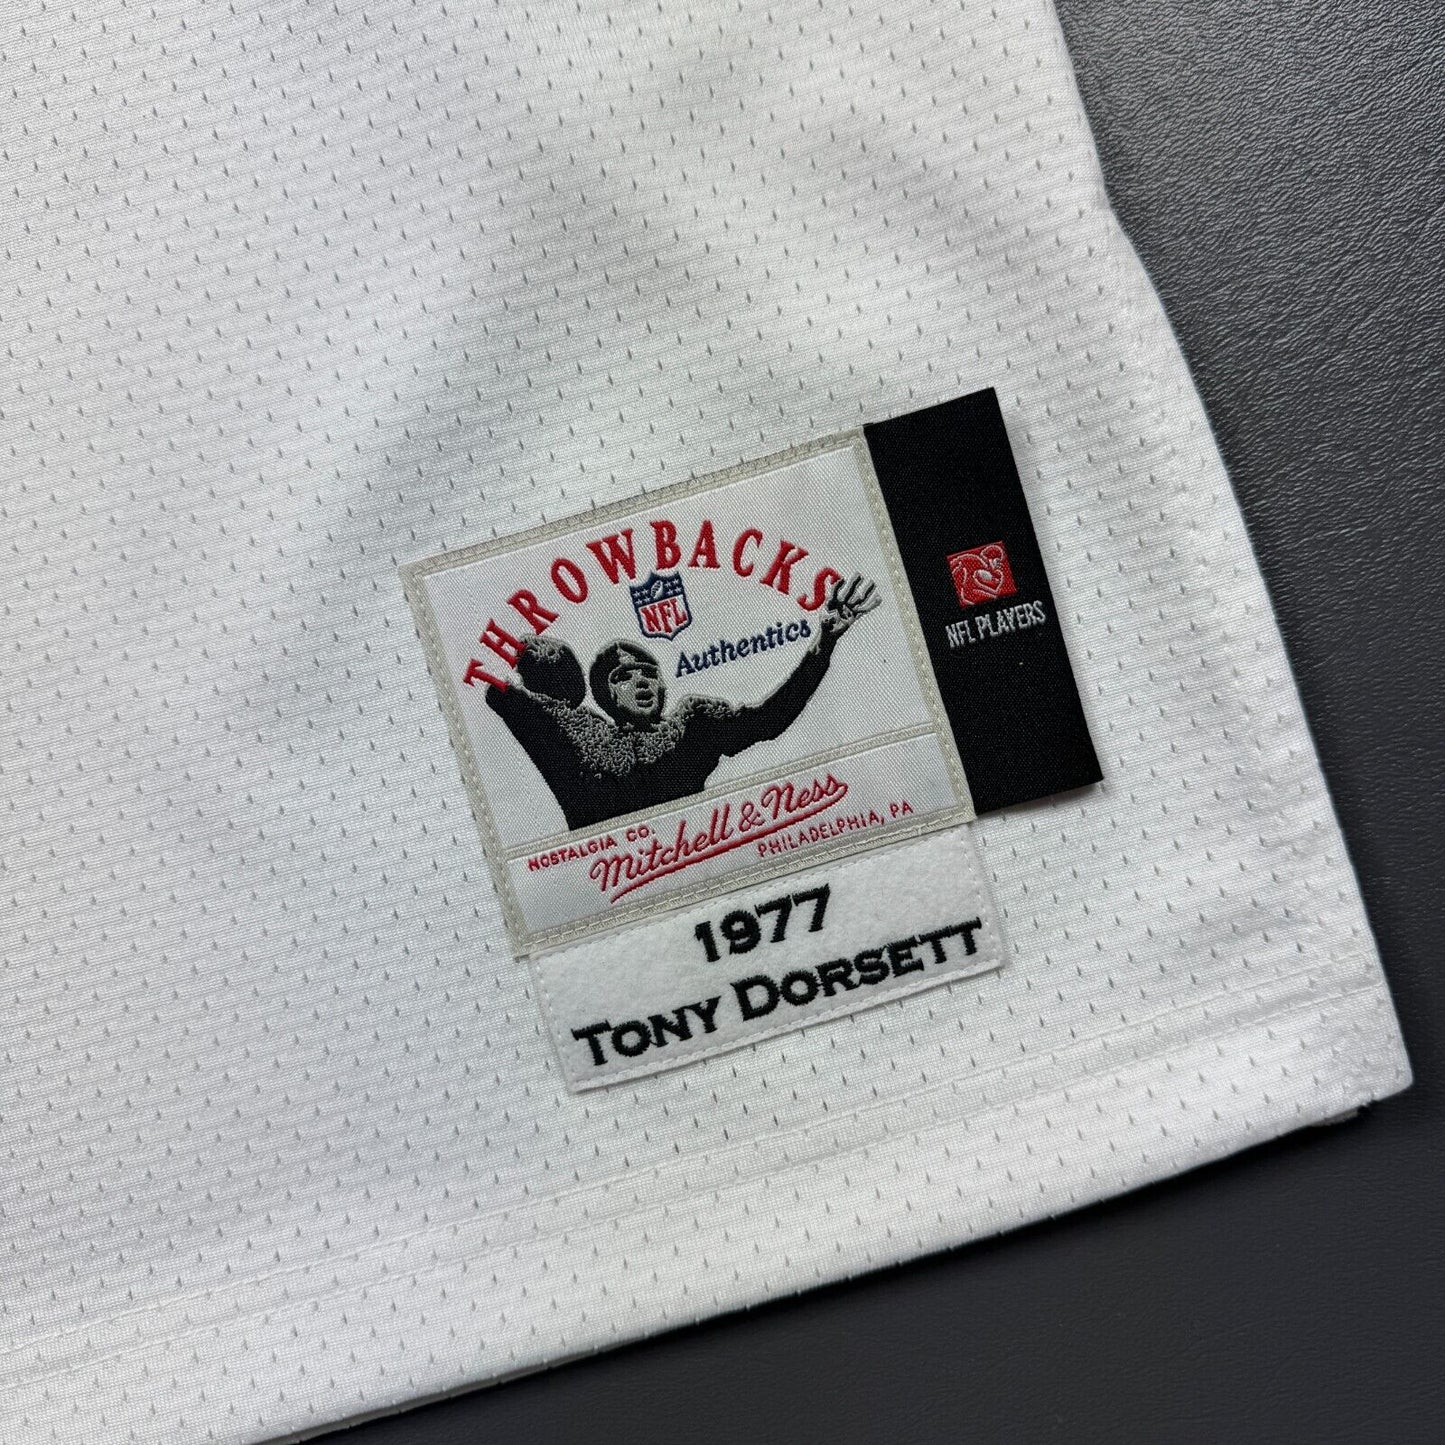 THROWBACKS
NFL
Authentics
NFL PLAYERS
NOSTALGIA CO.
Mitchell & Ness
PHILADELPHIA, PA
1977
TONY DORSETT